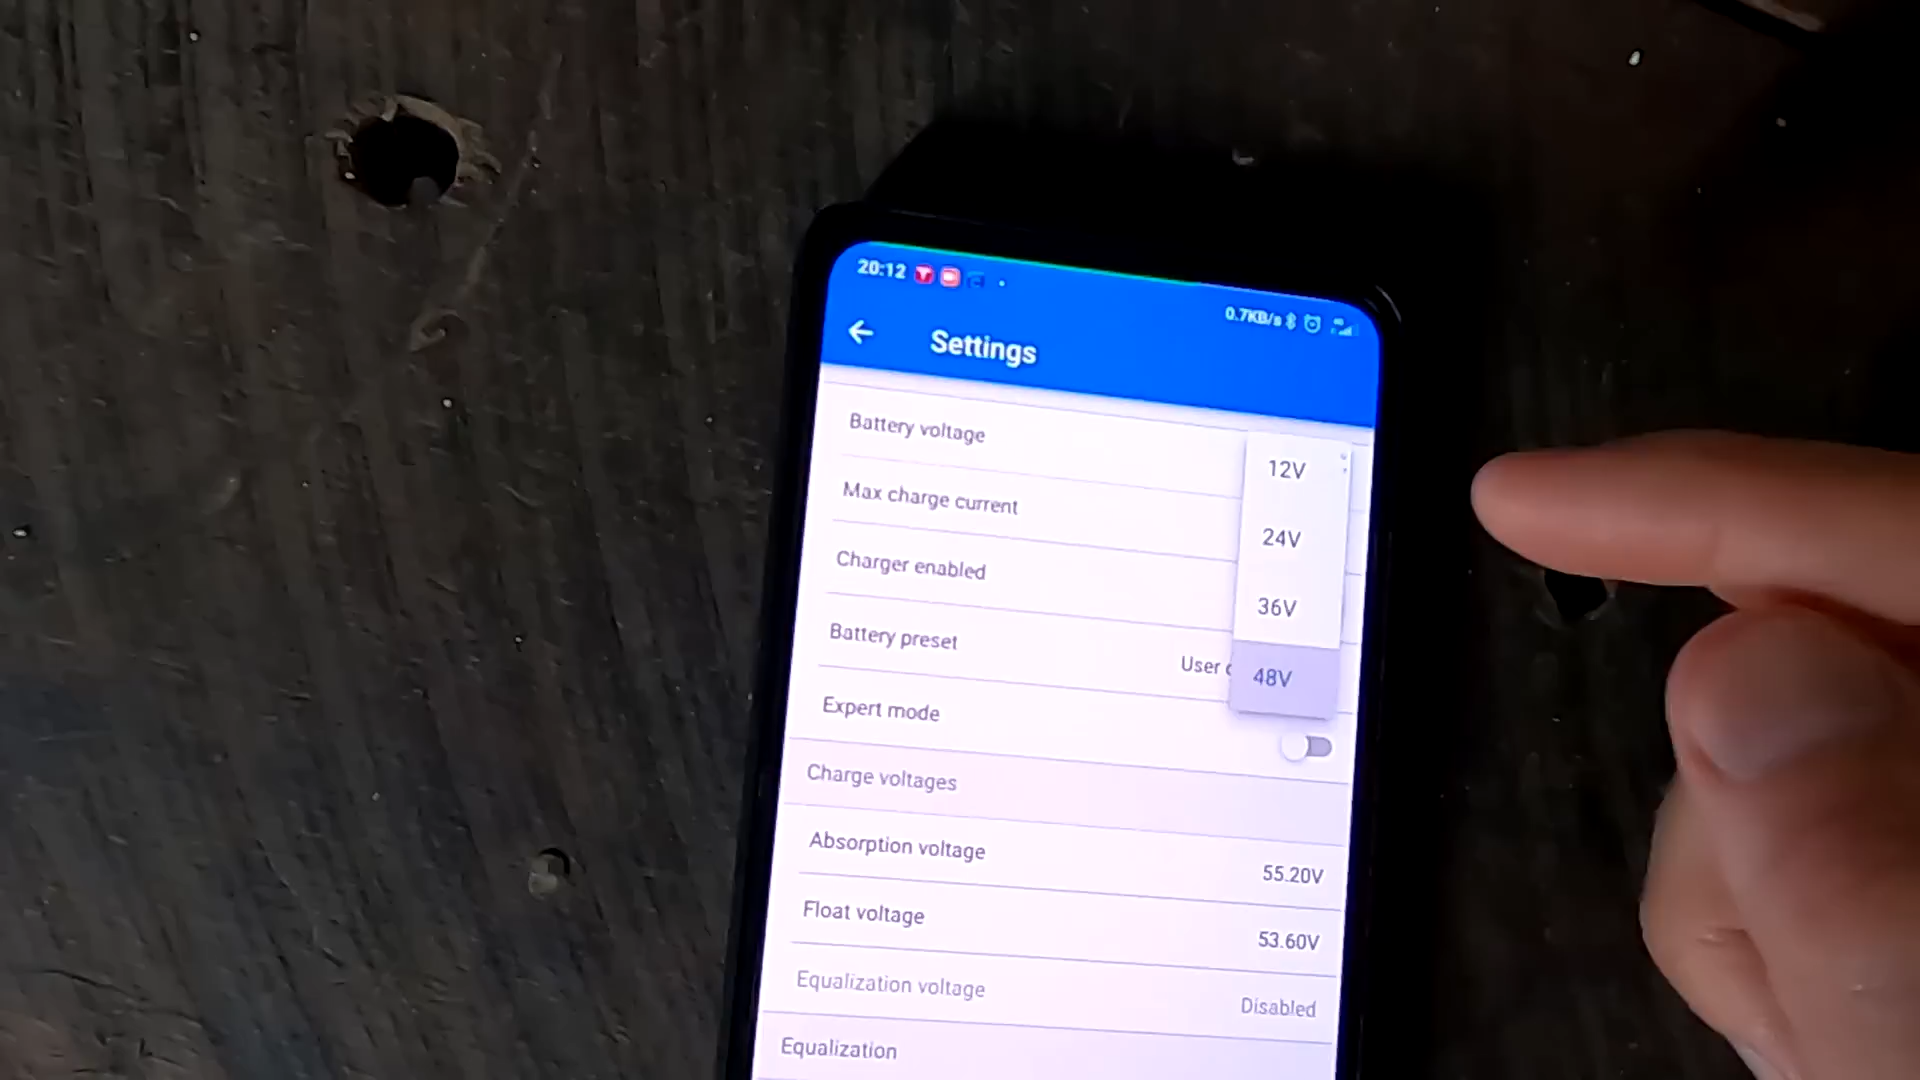 20:12
0.7KB/s
Settings
Battery voltage
12V
Max charge current
24V
Charger enabled
36V
Battery preset
User
48V
Expert mode
Charge voltages
Absorption voltage
55.20V
Float voltage
53.60V
Equalization voltage
Disabled
Equalization